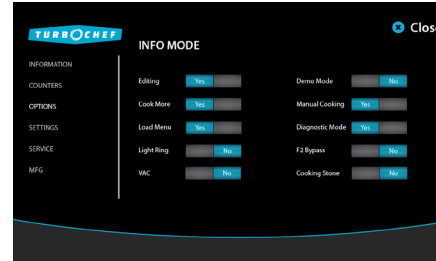 TURBOCHEF
Close
INFO MODE
INFORMATION
COUNTERS
OPTIONS
SETTINGS
SERVICE
MFG
Editing Yes
Cook More Yes
Load Menu Yes
Light Ring No
VAC No
Demo Mode No
Manual Cooking Yes
Diagnostic Mode Yes
F2 Bypass No
Cooking Stone No